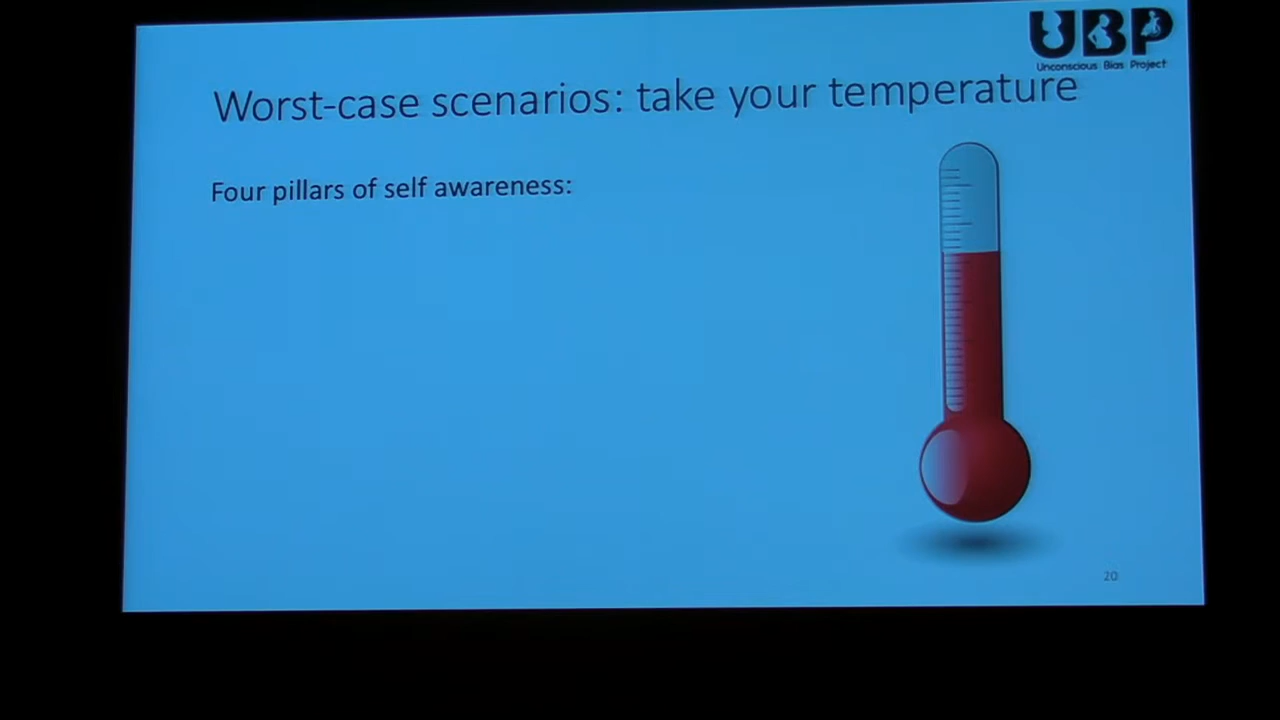 UBP
Unconscious Bias Project
Worst-case scenarios: take your temperature
Four pillars of self awareness:
20